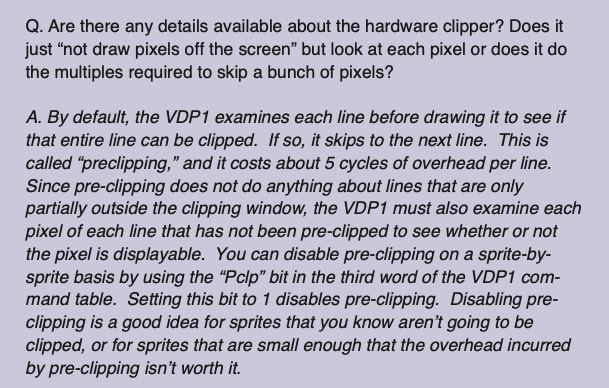 Q. Are there any details available about the hardware clipper? Does it
just “not draw pixels off the screen” but look at each pixel or does it do
the multiples required to skip a bunch of pixels?
A. By default, the VDP1 examines each line before drawing it to see if
that entire line can be clipped.  If so, it skips to the next line.  This is
called “preclipping,” and it costs about 5 cycles of overhead per line.
Since pre-clipping does not do anything about lines that are only
partially outside the clipping window, the VDP1 must also examine each
pixel of each line that has not been pre-clipped to see whether or not
the pixel is displayable.  You can disable pre-clipping on a sprite-by-
sprite basis by using the “Pclp” bit in the third word of the VDP1 com-
mand table.  Setting this bit to 1 disables pre-clipping.  Disabling pre-
clipping is a good idea for sprites that you know aren’t going to be
clipped, or for sprites that are small enough that the overhead incurred
by pre-clipping isn’t worth it.